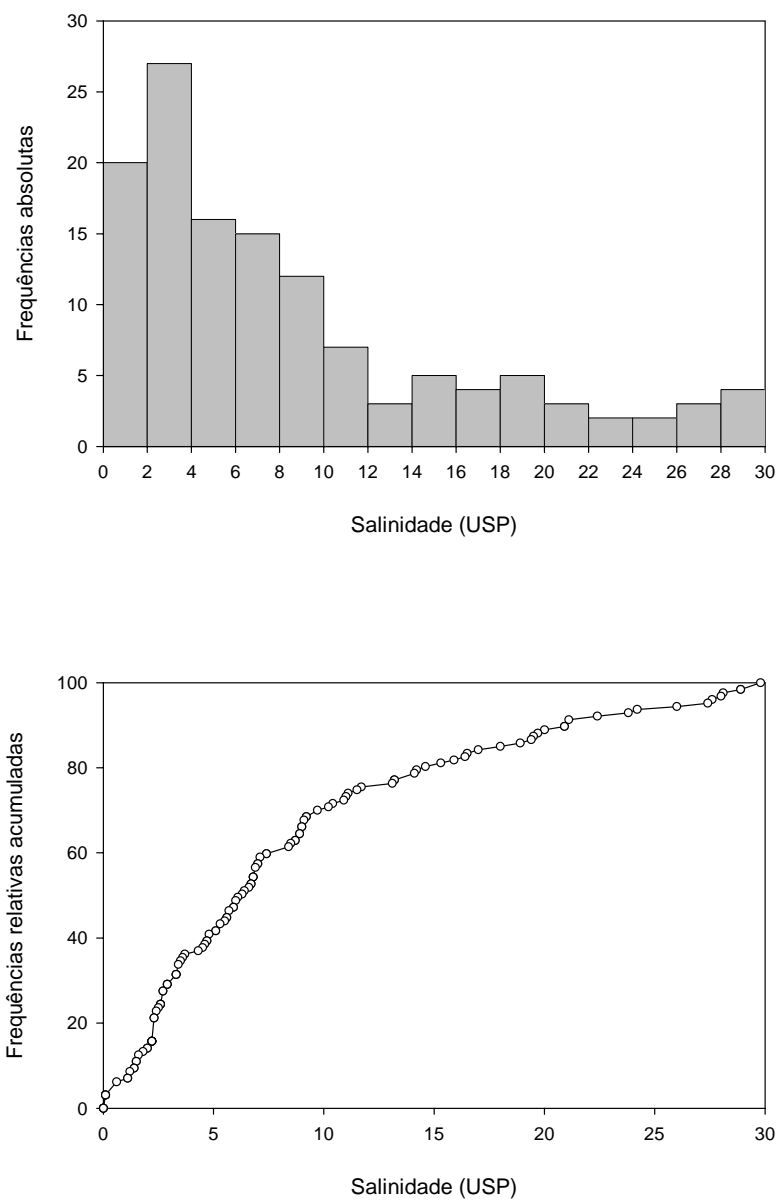 Frequências absolutas
30
25
20
15
10
5
0
0 2 4 6 8 10 12 14 16 18 20 22 24 26 28 30
Salinidade (USP)
Frequências relativas acumuladas
100
80
60
40
20
0
0 5 10 15 20 25 30
Salinidade (USP)